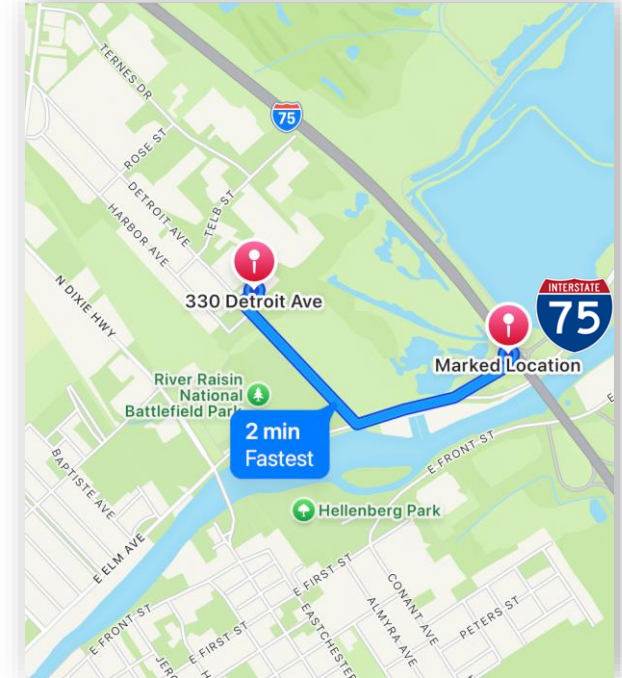 TERNES DR
75
ROSE ST
DETROIT AVE
HARBOR AVE
TELB ST
N DIXIE HWY
330 Detroit Ave
INTERSTATE
75
Marked Location
River Raisin
National
Battlefield Park
2 min
Fastest
E FRONT ST
BAPTISTE AVE
Hellenberg Park
E ELM AVE
E FIRST ST
CONANT AVE
PETERS ST
ALMYRA AVE
E FRONT ST
E FIRST ST
EASTCHESTER